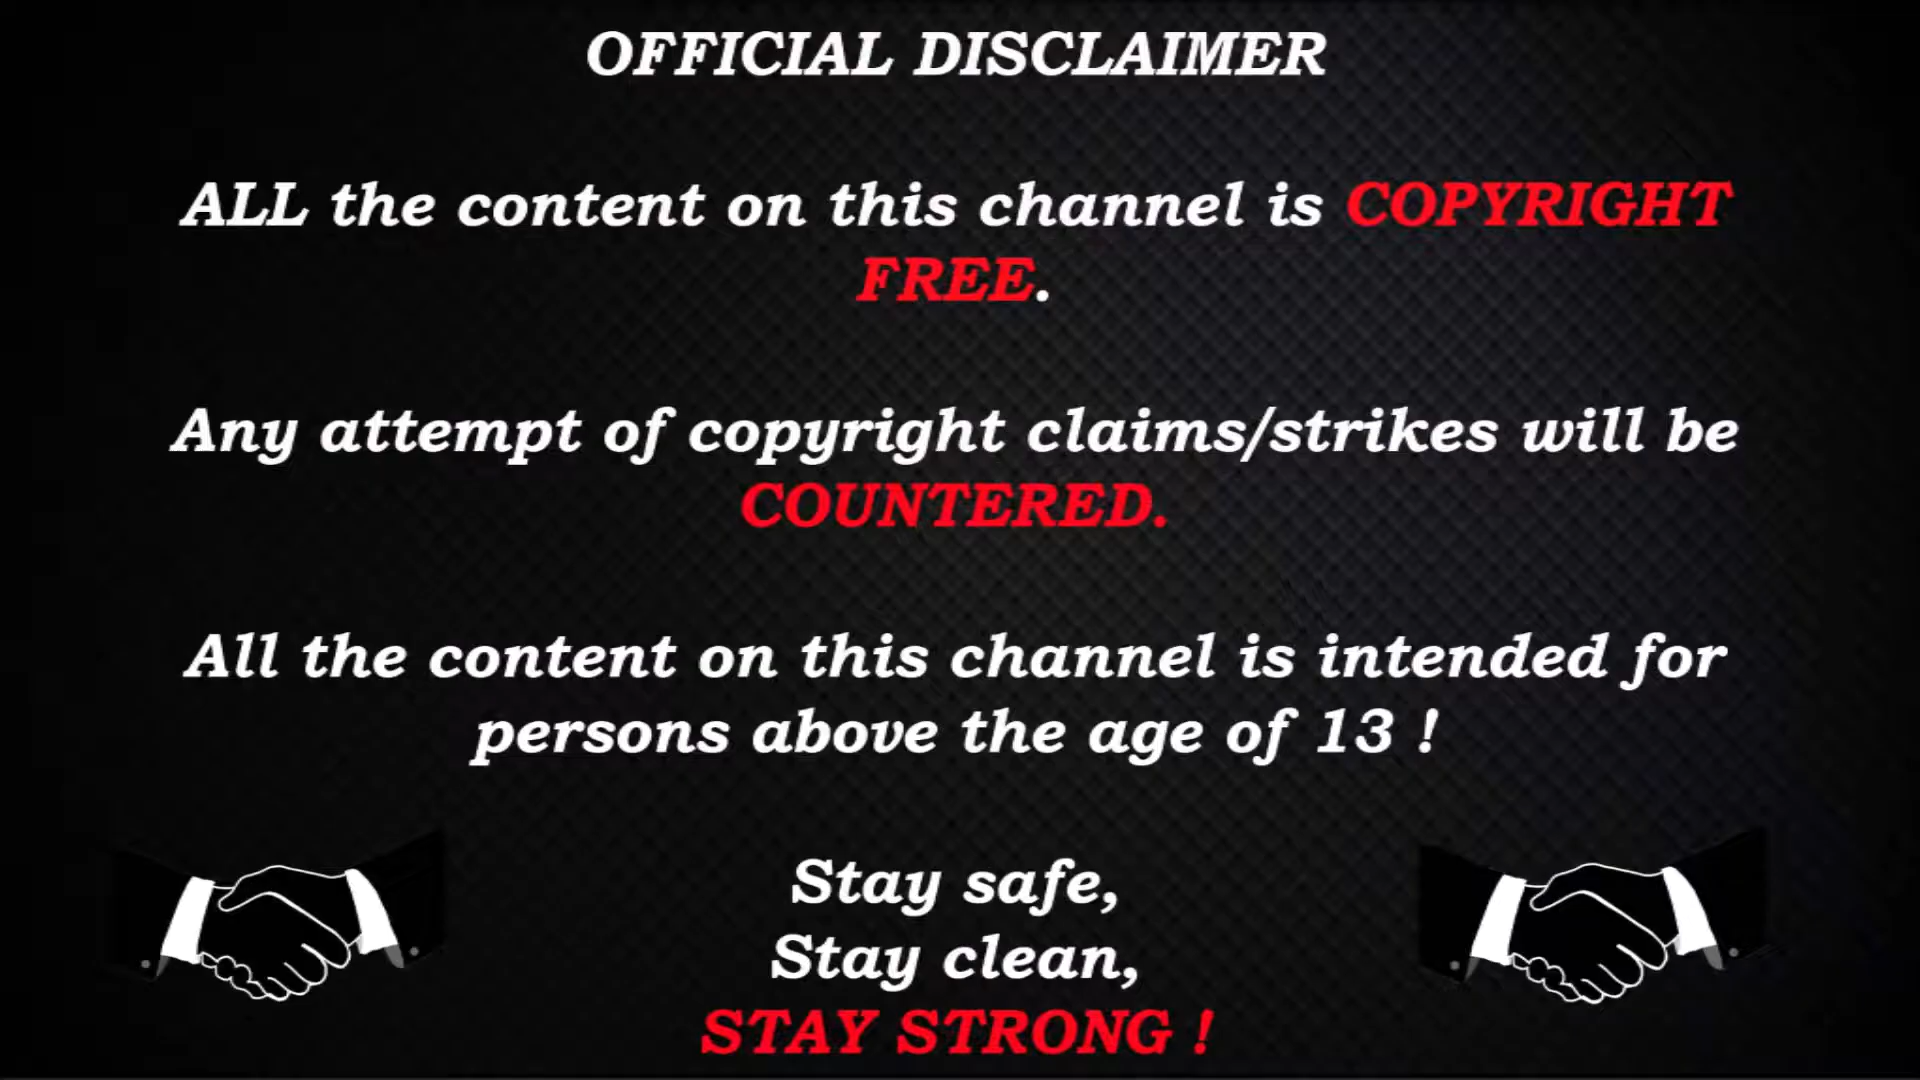 OFFICIAL DISCLAIMER
ALL the content on this channel is COPYRIGHT
FREE.
Any attempt of copyright claims/strikes will be
COUNTERED.
All the content on this channel is intended for
persons above the age of 13 !
Stay safe,
Stay clean,
STAY STRONG !